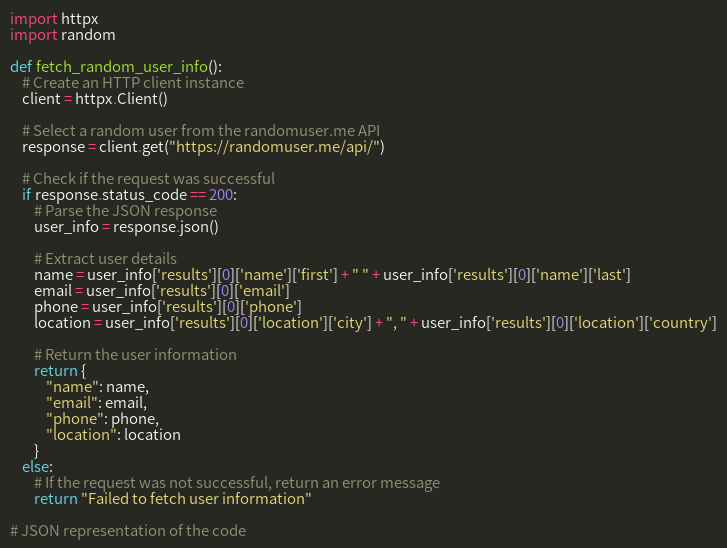 import httpx
import random

def fetch_random_user_info():
    # Create an HTTP client instance
    client = httpx.Client()

    # Select a random user from the randomuser.me API
    response = client.get("https://randomuser.me/api/")

    # Check if the request was successful
    if response.status_code == 200:
        # Parse the JSON response
        user_info = response.json()

        # Extract user details
        name = user_info['results'][0]['name']['first'] + " " + user_info['results'][0]['name']['last']
        email = user_info['results'][0]['email']
        phone = user_info['results'][0]['phone']
        location = user_info['results'][0]['location']['city'] + ", " + user_info['results'][0]['location']['country']

        # Return the user information
        return {
            "name": name,
            "email": email,
            "phone": phone,
            "location": location
        }
    else:
        # If the request was not successful, return an error message
        return "Failed to fetch user information"

# JSON representation of the code